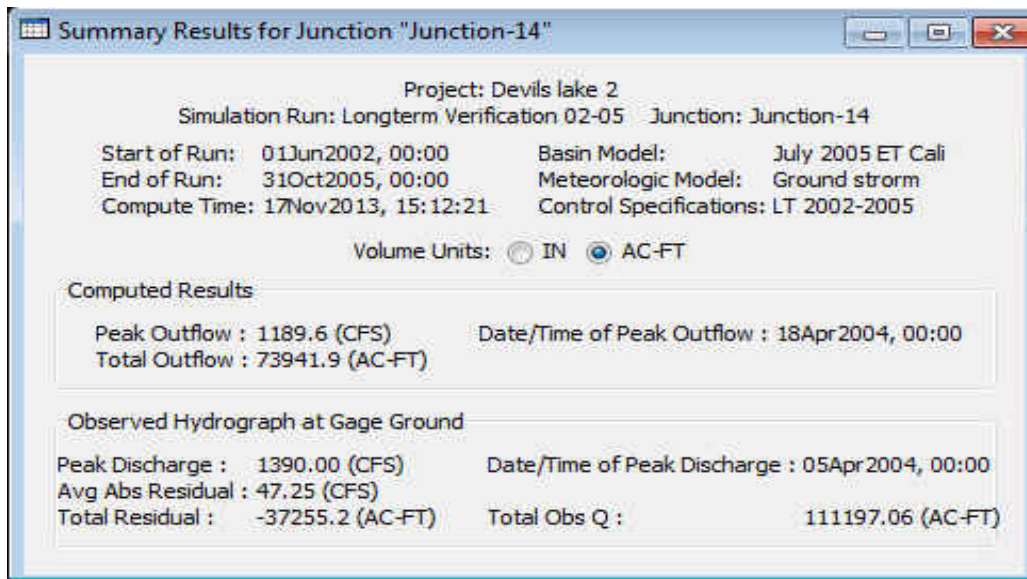 Summary Results for Junction "Junction-14"
Project: Devils lake 2
Simulation Run: Longterm Verification 02-05 Junction: Junction-14
Start of Run: 01Jun2002, 00:00 Basin Model: July 2005 ET Cali
End of Run: 31Oct2005, 00:00 Meteorologic Model: Ground strorm
Compute Time: 17Nov2013, 15:12:21 Control Specifications: LT 2002-2005
Volume Units: IN AC-FT
Computed Results
Peak Outflow : 1189.6 (CFS) Date/Time of Peak Outflow : 18Apr2004, 00:00
Total Outflow : 73941.9 (AC-FT)
Observed Hydrograph at Gage Ground
Peak Discharge : 1390.00 (CFS) Date/Time of Peak Discharge : 05Apr2004, 00:00
Avg Abs Residual : 47.25 (CFS)
Total Residual : -37255.2 (AC-FT) Total Obs Q : 111197.06 (AC-FT)